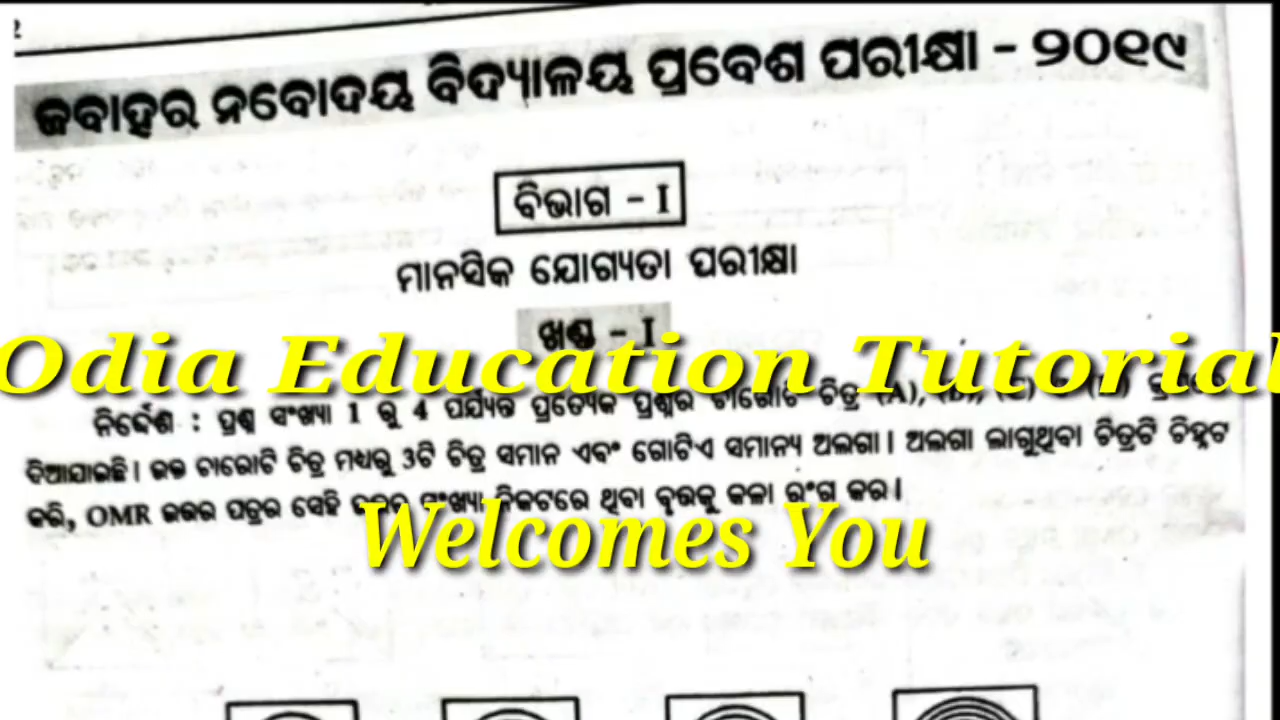 ୨
ଜବାହର ନବୋଦୟ ବିଦ୍ୟାଳୟ ପ୍ରବେଶ ପରୀକ୍ଷା - ୨୦୧୯
ବିଭାଗ - I
ମାନସିକ ଯୋଗ୍ୟତା ପରୀକ୍ଷା
ଖଣ୍ଡ - I
Odia Education Tutorial
ନିର୍ଦ୍ଦେଶ : ପ୍ରଶ୍ନ ସଂଖ୍ୟା 1 ରୁ 4 ପର୍ଯ୍ୟନ୍ତ ପ୍ରତ୍ୟେକ ପ୍ରଶ୍ନର ଚାରୋଟି ଚିତ୍ର (A), (B), (C)
ଦିଆଯାଇଛି। ଉକ୍ତ ଚାରୋଟି ଚିତ୍ର ମଧ୍ୟରୁ 3ଟି ଚିତ୍ର ସମାନ ଏବଂ ଗୋଟିଏ ସମାନ୍ୟ ଅଲଗା। ଅଲଗା ଲାଗୁଥିବା ଚିତ୍ରଟି ଚିହ୍ନଟ
କରି, OMR ଉତ୍ତର ପତ୍ରର ସେହି ସଂଖ୍ୟା ନିକଟରେ ଥିବା ବୃତ୍ତକୁ କଳା ରଂଗ କର।
Welcomes You